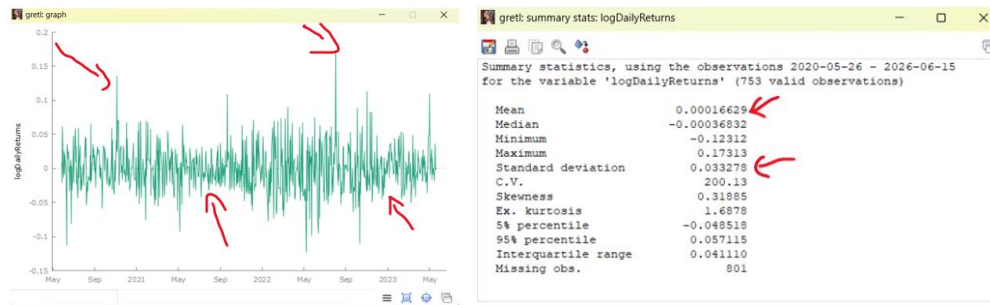 gretl: graph
0.2
0.15
0.1
0.05
0
-0.05
-0.1
-0.15
logDailyReturns
May Sep 2021 May Sep 2022 May Sep 2023 May
gretl: summary stats: logDailyReturns
Summary statistics, using the observations 2020-05-26 - 2026-06-15
for the variable 'logDailyReturns' (753 valid observations)
Mean 0.00016629
Median -0.00036832
Minimum -0.12312
Maximum 0.17313
Standard deviation 0.033278
C.V. 200.13
Skewness 0.31885
Ex. kurtosis 1.6878
5% percentile -0.048518
95% percentile 0.057115
Interquartile range 0.041110
Missing obs. 801